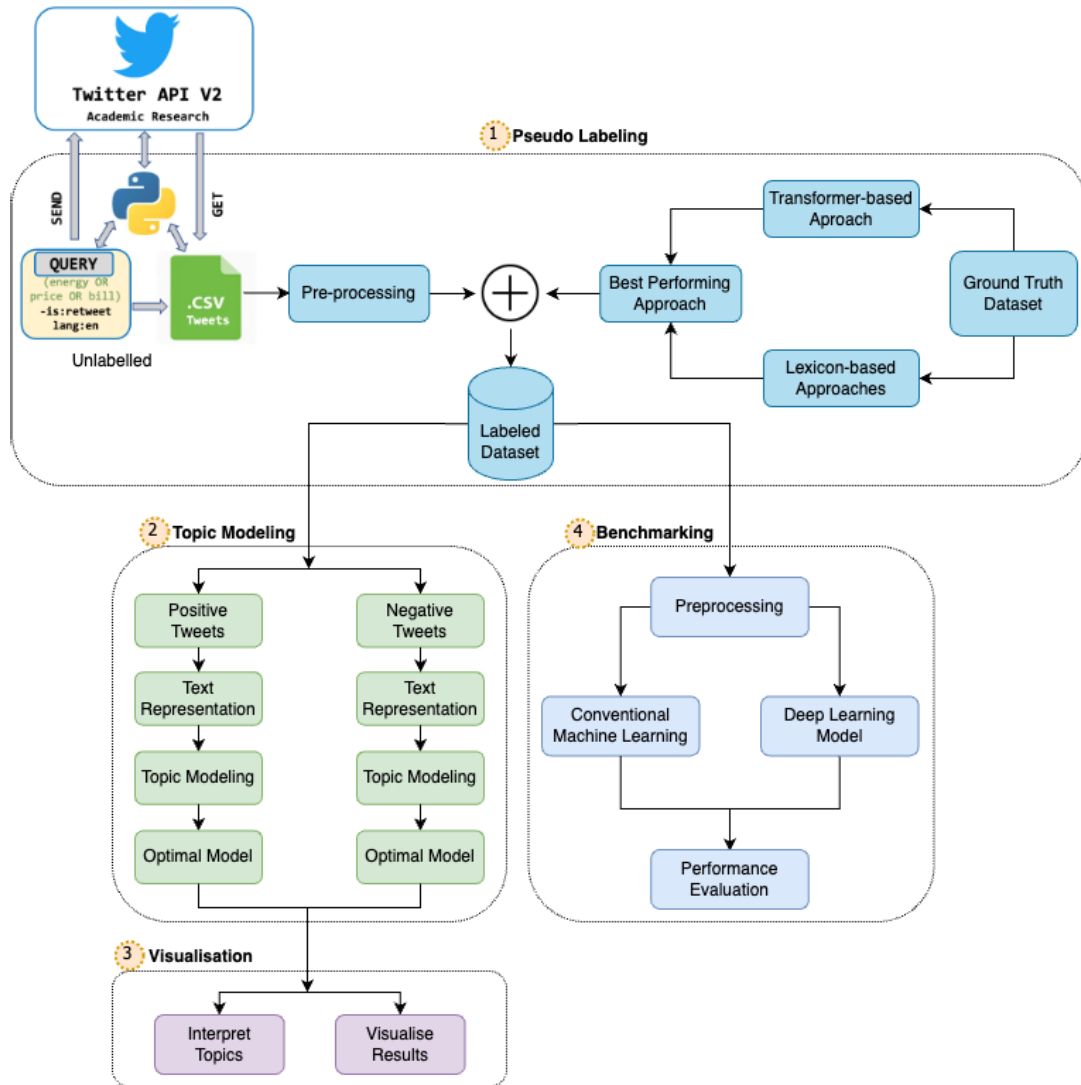 Twitter API V2
Academic Research
1
Pseudo Labeling
SEND
GET
QUERY
(energy OR
price OR bill)
-is:retweet
lang:en
Unlabelled
.CSV
Tweets
Pre-processing
Best Performing
Approach
Transformer-based
Aproach
Lexicon-based
Approaches
Ground Truth
Dataset
Labeled
Dataset
2
Topic Modeling
Positive
Tweets
Negative
Tweets
Text
Representation
Text
Representation
Topic Modeling
Topic Modeling
Optimal Model
Optimal Model
4
Benchmarking
Preprocessing
Conventional
Machine Learning
Deep Learning
Model
Performance
Evaluation
3
Visualisation
Interpret
Topics
Visualise
Results